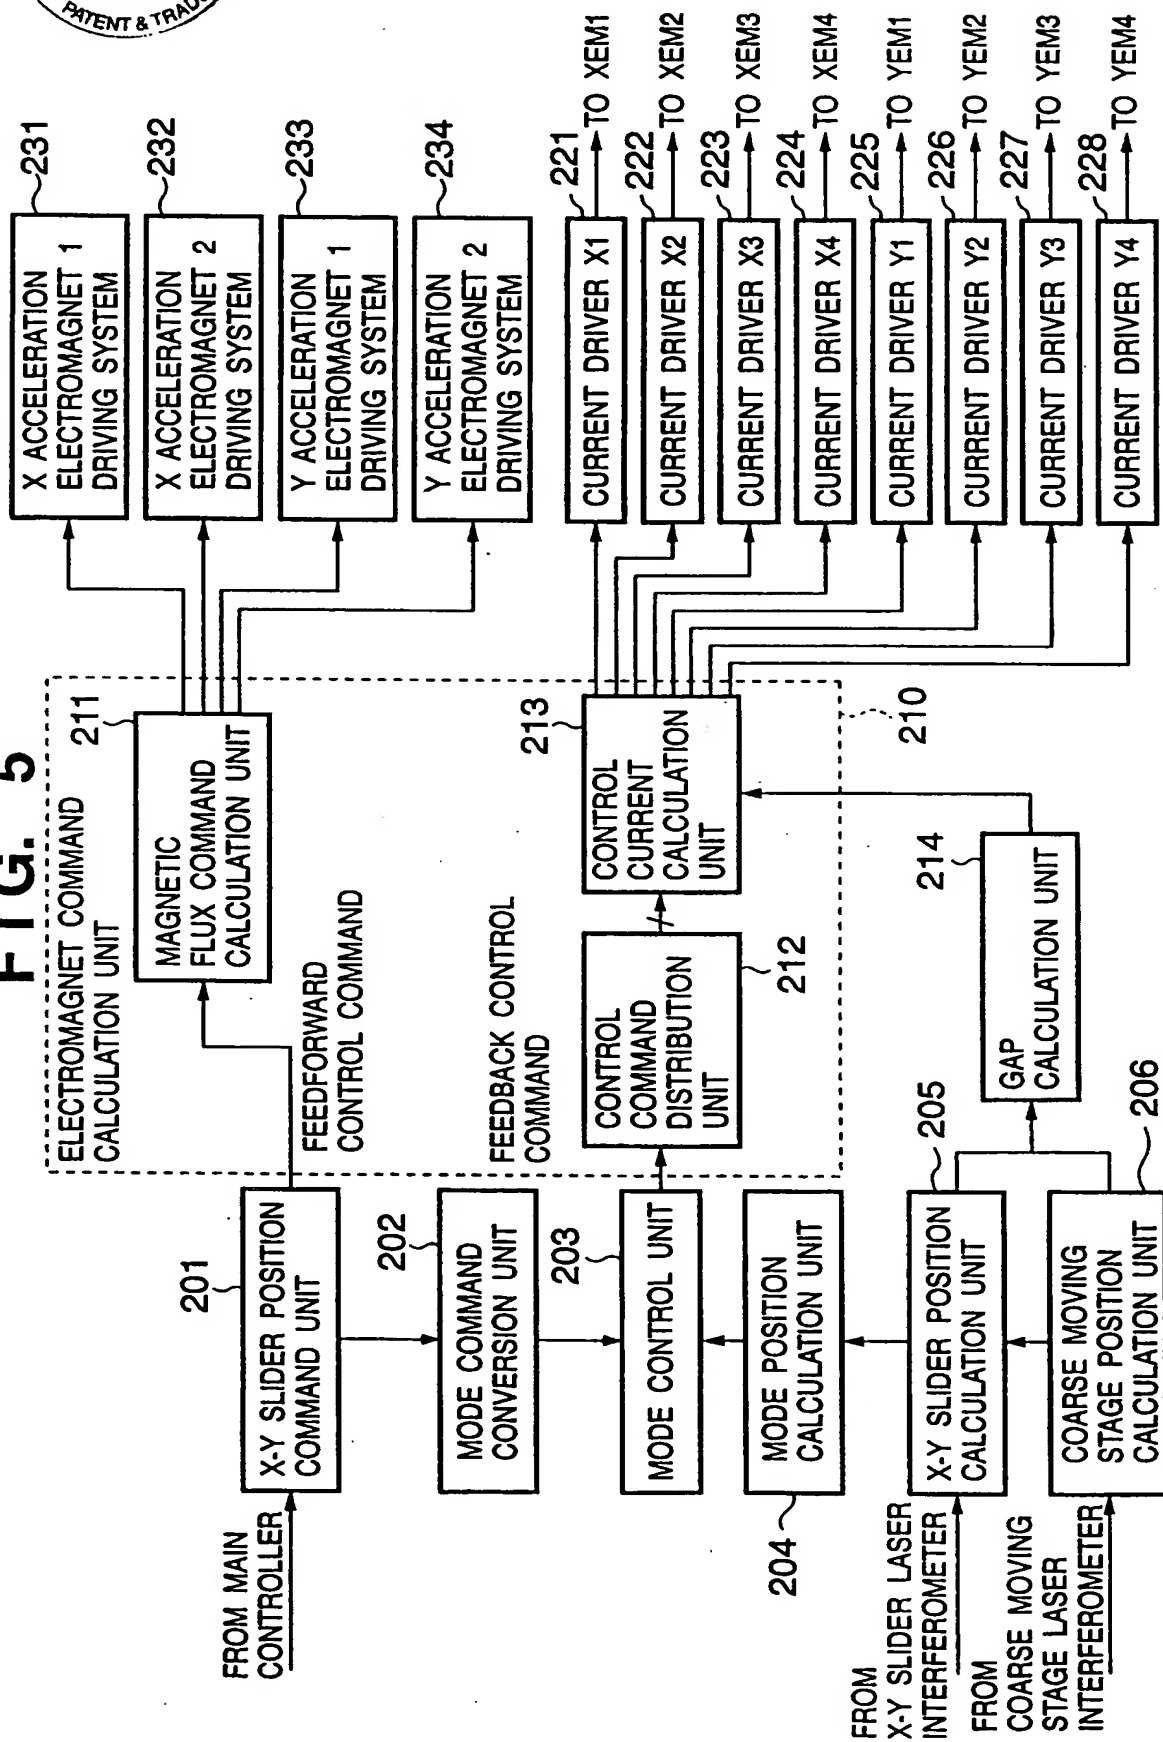 PATENT & TRAD
FIG. 5
ELECTROMAGNET COMMAND
CALCULATION UNIT
211
MAGNETIC
FLUX COMMAND
CALCULATION UNIT
X ACCELERATION
ELECTROMAGNET 1
DRIVING SYSTEM
231
X ACCELERATION
ELECTROMAGNET 2
DRIVING SYSTEM
232
Y ACCELERATION
ELECTROMAGNET 1
DRIVING SYSTEM
233
Y ACCELERATION
ELECTROMAGNET 2
DRIVING SYSTEM
234
FROM MAIN
CONTROLLER
201
X-Y SLIDER POSITION
COMMAND UNIT
FEEDFORWARD
CONTROL COMMAND
202
MODE COMMAND
CONVERSION UNIT
FEEDBACK CONTROL
COMMAND
203
MODE CONTROL UNIT
CONTROL
COMMAND
DISTRIBUTION
UNIT
212
213
CONTROL
CURRENT
CALCULATION
UNIT
210
MODE POSITION
CALCULATION UNIT
204
FROM
X-Y SLIDER LASER
INTERFEROMETER
205
X-Y SLIDER POSITION
CALCULATION UNIT
214
GAP
CALCULATION UNIT
FROM
COARSE MOVING
STAGE LASER
INTERFEROMETER
COARSE MOVING
STAGE POSITION
CALCULATION UNIT
206
221
CURRENT DRIVER X1
TO XEM1
222
CURRENT DRIVER X2
TO XEM2
223
CURRENT DRIVER X3
TO XEM3
224
CURRENT DRIVER X4
TO XEM4
225
CURRENT DRIVER Y1
TO YEM1
226
CURRENT DRIVER Y2
TO YEM2
227
CURRENT DRIVER Y3
TO YEM3
228
CURRENT DRIVER Y4
TO YEM4